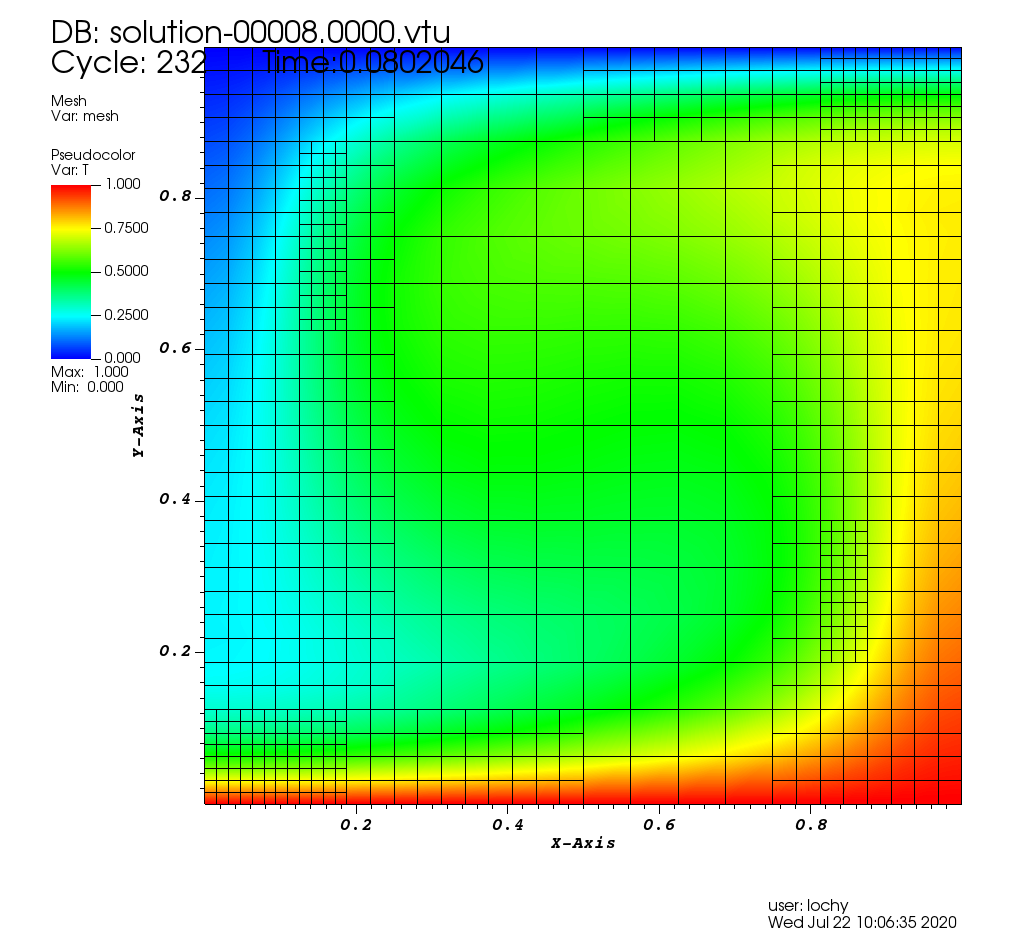 DB: solution-00008.0000.vtu
Cycle: 232 Time:0.0802046
Mesh
Var: mesh
Pseudocolor
Var: T
1.000
0.7500
0.5000
0.2500
0.000
Max: 1.000
Min: 0.000
0.8
0.6
Y-Axis
0.4
0.2
0.2 0.4 0.6 0.8
X-Axis
user: lochy
Wed Jul 22 10:06:35 2020